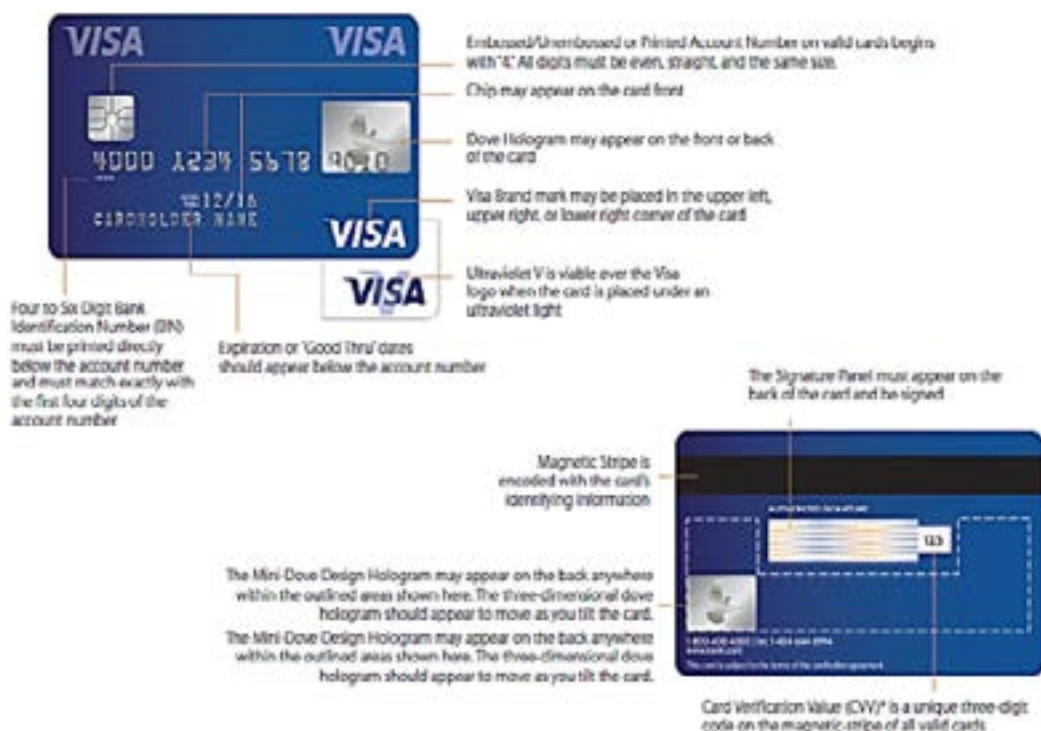 VISA VISA
Embossed/Unembossed or Printed Account Number on valid cards begins
with "4." All digits must be even, straight, and the same size.
Chip may appear on the card front
Dove Hologram may appear on the front or back
of the card
4000 1234 5678 9010
Visa Brand mark may be placed in the upper left,
upper right, or lower right corner of the card
12/16
CARDHOLDER NAME
VISA
VISA
Ultraviolet V is viable over the Visa
logo when the card is placed under an
ultraviolet light
Four to Six Digit Bank
Identification Number (BIN)
must be printed directly
below the account number
and must match exactly with
the first four digits of the
account number
Expiration or 'Good Thru' dates
should appear below the account number
The Signature Panel must appear on the
back of the card and be signed
Magnetic Stripe is
encoded with the card's
identifying information
AUTHORIZED SIGNATURE
123
The Mini-Dove Design Hologram may appear on the back anywhere
within the outlined areas shown here. The three-dimensional dove
hologram should appear to move as you tilt the card.
The Mini-Dove Design Hologram may appear on the back anywhere
within the outlined areas shown here. The three-dimensional dove
hologram should appear to move as you tilt the card.
Card Verification Value (CVV)* is a unique three-digit
code on the magnetic-stripe of all valid cards